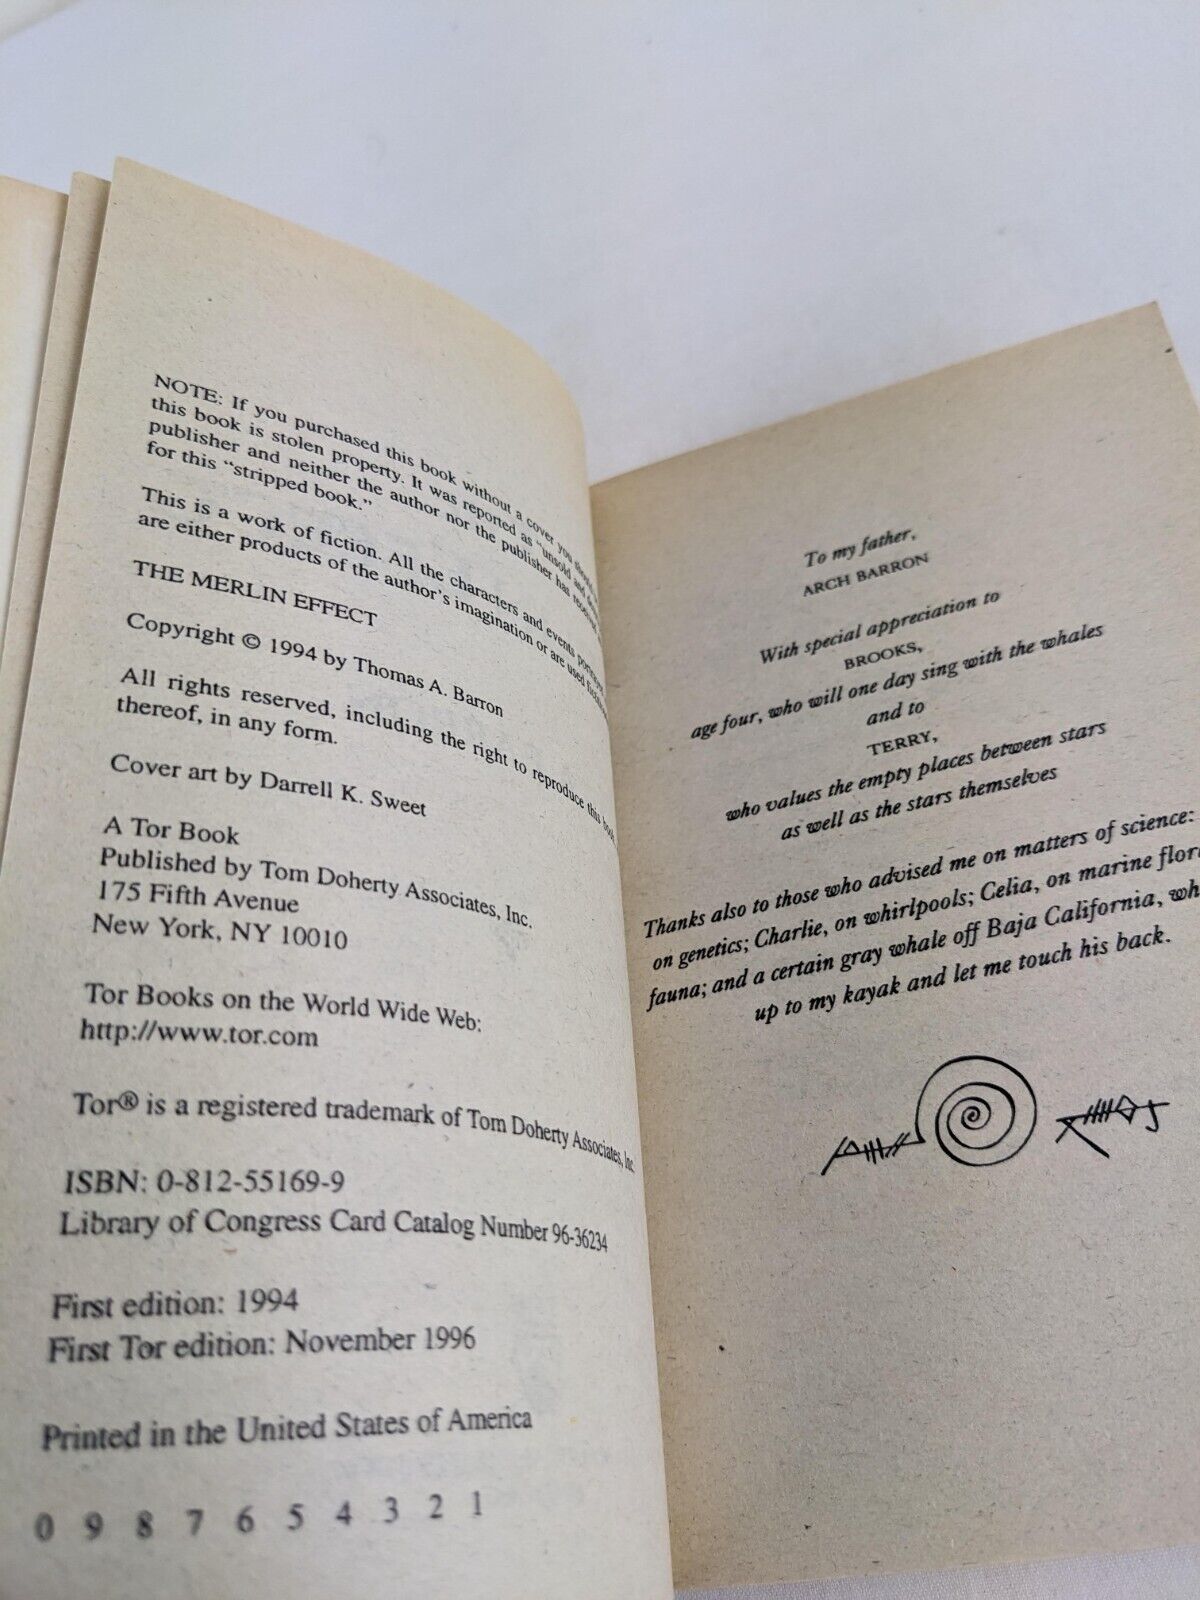 NOTE: If you purchased this book without a cover you should
this book is stolen property. It was reported as "unsold and
publisher and neither the author nor the publisher has received
for this "stripped book."
This is a work of fiction. All the characters and events portrayed
are either products of the author's imagination or are used
THE MERLIN EFFECT
Copyright © 1994 by Thomas A. Barron
All rights reserved, including the right to reproduce this book
thereof, in any form.
Cover art by Darrell K. Sweet
A Tor Book
Published by Tom Doherty Associates, Inc.
175 Fifth Avenue
New York, NY 10010
Tor Books on the World Wide Web:
http://www.tor.com
Tor® is a registered trademark of Tom Doherty Associates, Inc.
ISBN: 0-812-55169-9
Library of Congress Card Catalog Number 96-36234
First edition: 1994
First Tor edition: November 1996
Printed in the United States of America
0 9 8 7 6 5 4 3 2 1
To my father,
ARCH BARRON
With special appreciation to
BROOKS,
age four, who will one day sing with the whales
and to
TERRY,
who values the empty places between stars
as well as the stars themselves
Thanks also to those who advised me on matters of science:
on genetics; Charlie, on whirlpools; Celia, on marine flora
fauna; and a certain gray whale off Baja California,
up to my kayak and let me touch his back.